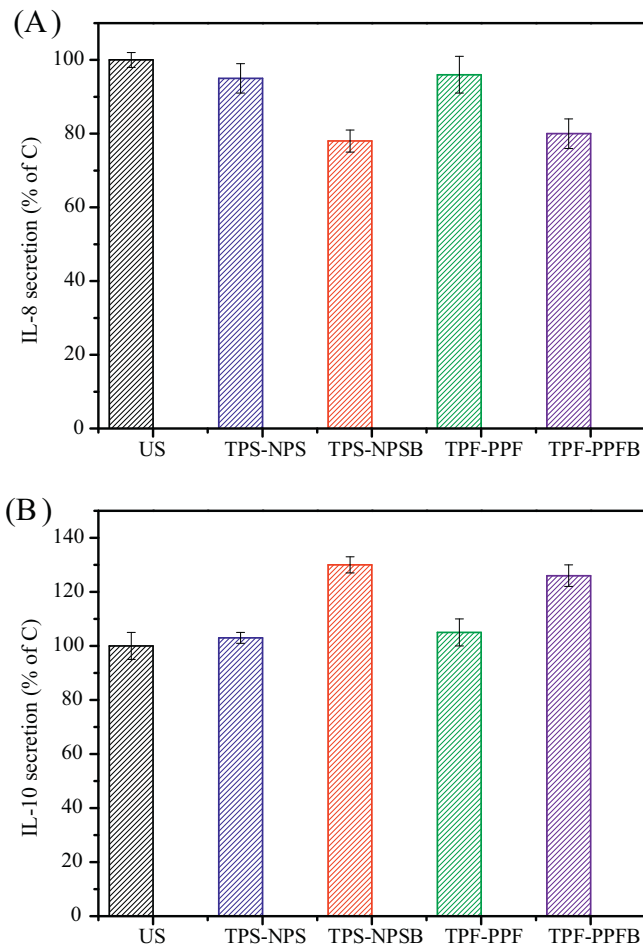 (A)
100
80
60
40
20
0
IL-8 secretion (% of C)
US TPS-NPS TPS-NPSB TPF-PPF TPF-PPFB
(B)
140
120
100
80
60
40
20
0
IL-10 secretion (% of C)
US TPS-NPS TPS-NPSB TPF-PPF TPF-PPFB